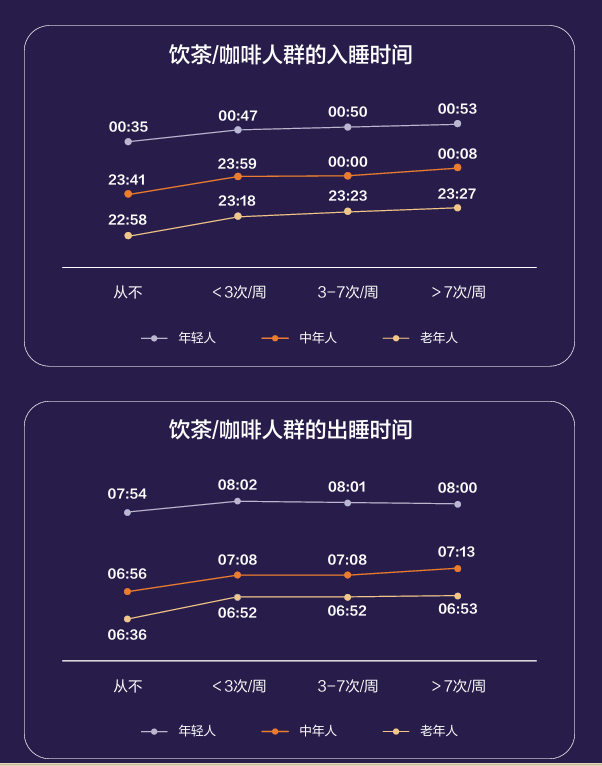 饮茶/咖啡人群的入睡时间
00:35 00:47 00:50 00:53
23:41 23:59 00:00 00:08
22:58 23:18 23:23 23:27
从不 <3次/周 3-7次/周 >7次/周
年轻人 中年人 老年人
饮茶/咖啡人群的出睡时间
07:54 08:02 08:01 08:00
06:56 07:08 07:08 07:13
06:36 06:52 06:52 06:53
从不 <3次/周 3-7次/周 >7次/周
年轻人 中年人 老年人